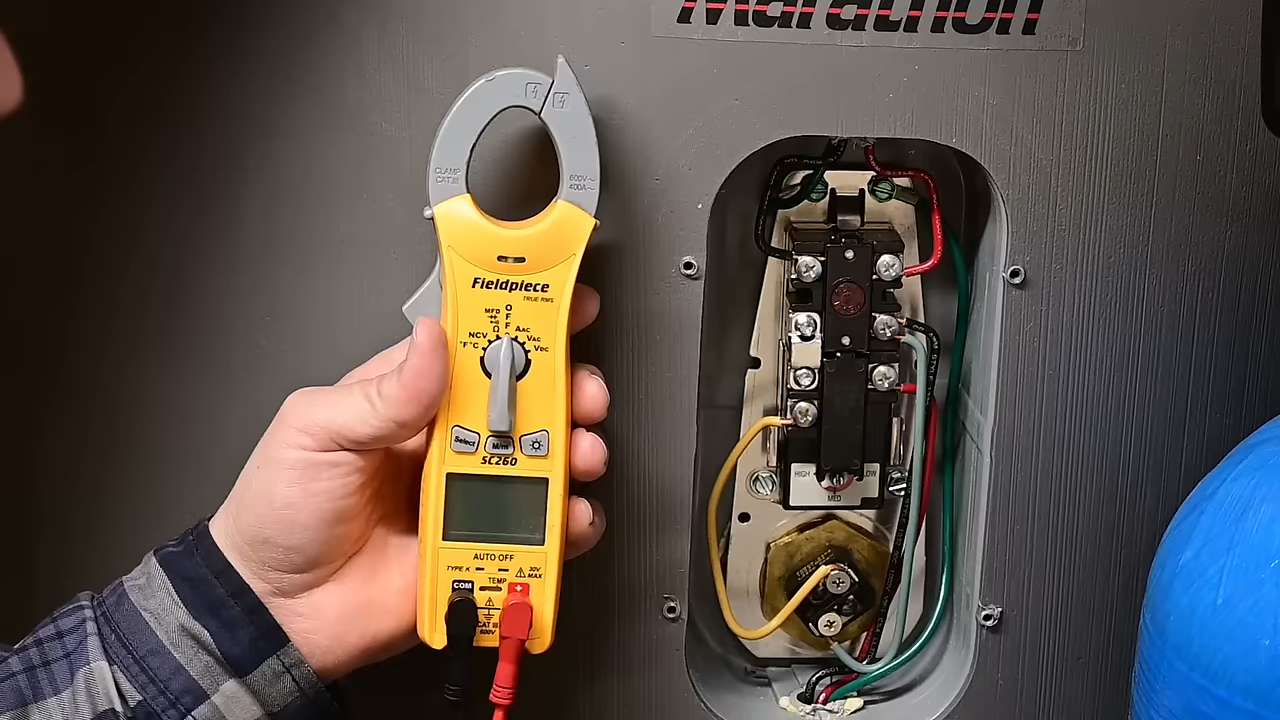 Marathon
CLAMP
CAT.III
600V~
400A~
Fieldpiece
TRUE RMS
OFF
MFD
Ω
AAC
NCV
VAC
°F°C
VDC
Select
M/m
SC260
AUTO OFF
TYPE K
30V
MAX
COM
TEMP
+
CAT III
600V
HIGH
LOW
MED